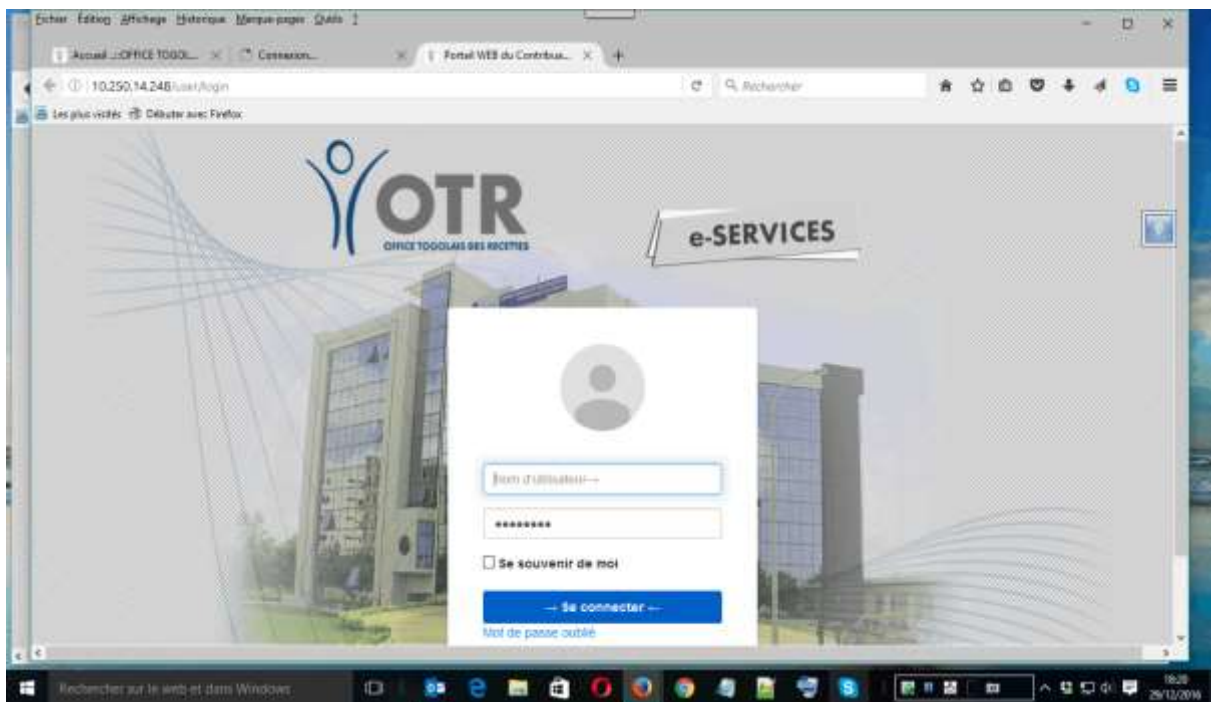 Fichier Édition Affichage Historique Marque-pages Outils ?
Accueil ..::OFFICE TOGOL... Connexion... Portail WEB du Contribua...
10.250.14.248/user/login Rechercher
Les plus visités Débuter avec Firefox
OTR
OFFICE TOGOLAIS DES RECETTES
e-SERVICES
Nom d'utilisateur
Se souvenir de moi
Se connecter
Mot de passe oublié
Rechercher sur le web et dans Windows
18:20
29/12/2016